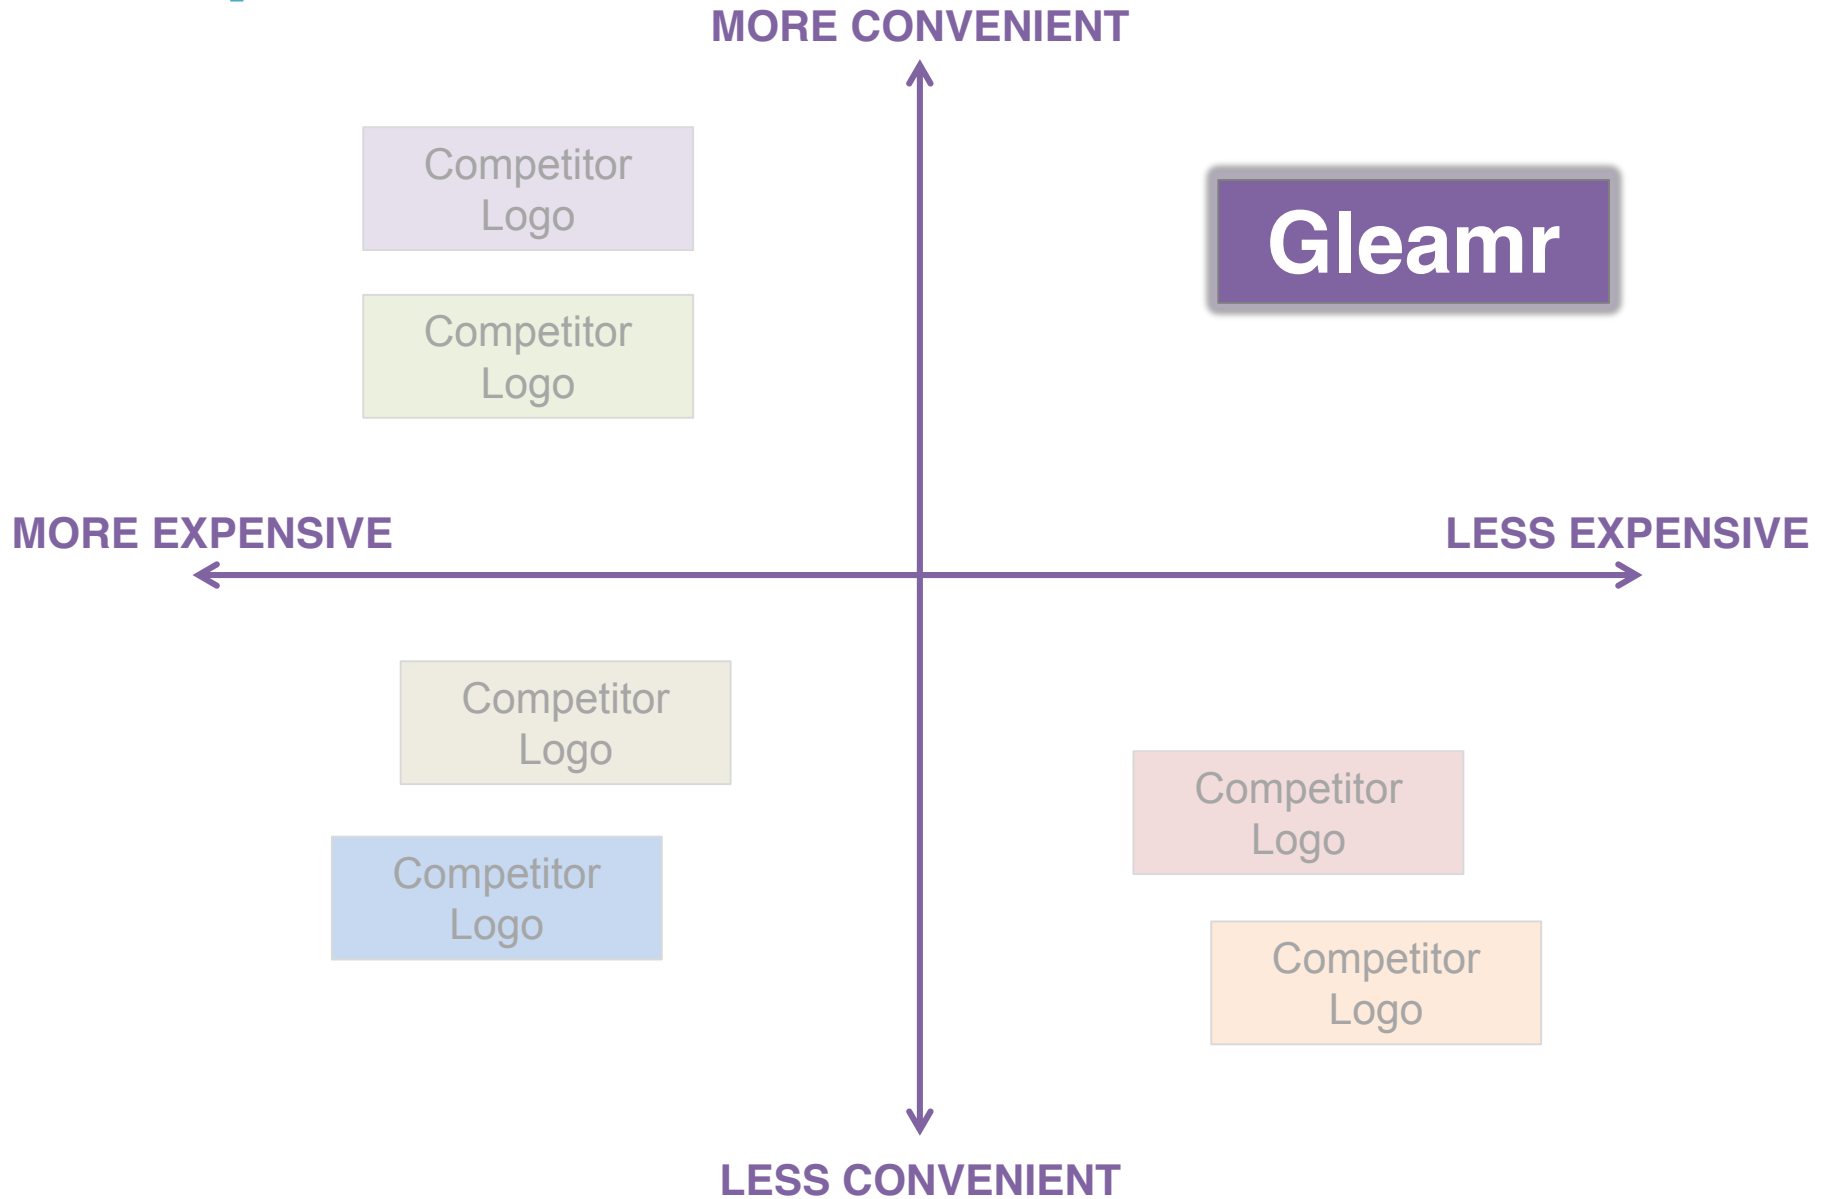 MORE CONVENIENT
Competitor
Logo
Gleamr
Competitor
Logo
MORE EXPENSIVE
LESS EXPENSIVE
Competitor
Logo
Competitor
Logo
Competitor
Logo
Competitor
Logo
LESS CONVENIENT